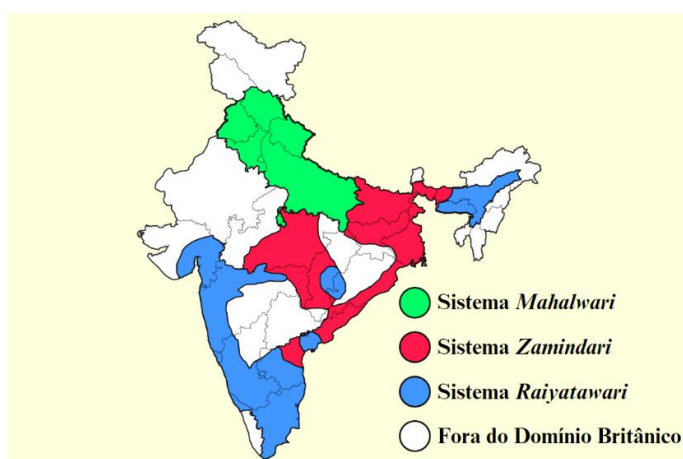 Sistema Mahalwari
Sistema Zamindari
Sistema Raiyatawari
Fora do Domínio Britânico